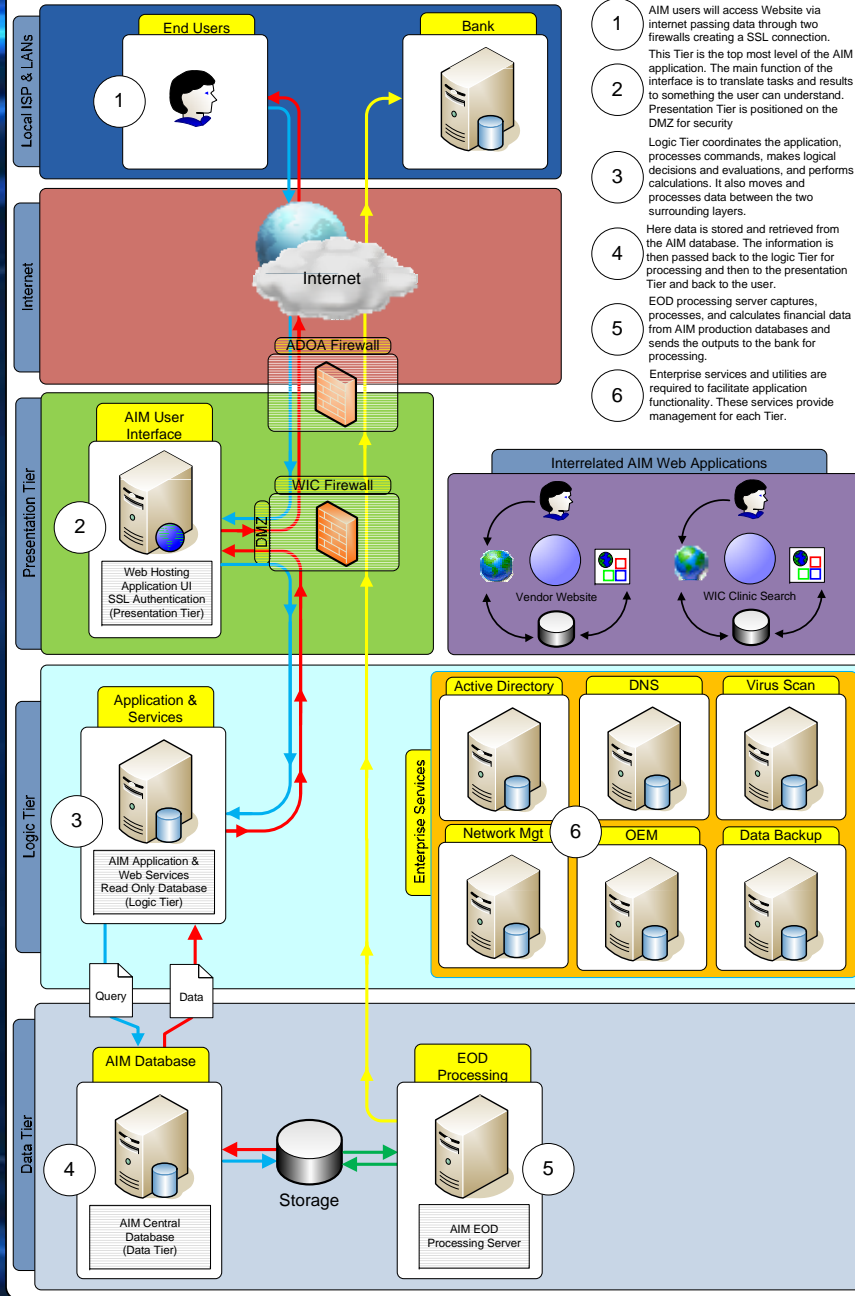 Local ISP & LANs
End Users
1
Bank
1
AIM users will access Website via
internet passing data through two
firewalls creating a SSL connection.
2
This Tier is the top most level of the AIM
application. The main function of the
interface is to translate tasks and results
to something the user can understand.
Presentation Tier is positioned on the
DMZ for security
3
Logic Tier coordinates the application,
processes commands, makes logical
decisions and evaluations, and performs
calculations. It also moves and
processes data between the two
surrounding layers.
4
Here data is stored and retrieved from
the AIM database. The information is
then passed back to the logic Tier for
processing and then to the presentation
Tier and back to the user.
5
EOD processing server captures,
processes, and calculates financial data
from AIM production databases and
sends the outputs to the bank for
processing.
6
Enterprise services and utilities are
required to facilitate application
functionality. These services provide
management for each Tier.
Internet
Internet
ADOA Firewall
Presentation Tier
AIM User
Interface
2
Web Hosting
Application UI
SSL Authentication
(Presentation Tier)
DMZ
WIC Firewall
Interrelated AIM Web Applications
Vendor Website
WIC Clinic Search
Logic Tier
Application &
Services
3
AIM Application &
Web Services
Read Only Database
(Logic Tier)
Enterprise Services
Active Directory
DNS
Virus Scan
Network Mgt
6
OEM
Data Backup
Query
Data
Data Tier
AIM Database
4
AIM Central
Database
(Data Tier)
Storage
EOD
Processing
5
AIM EOD
Processing Server